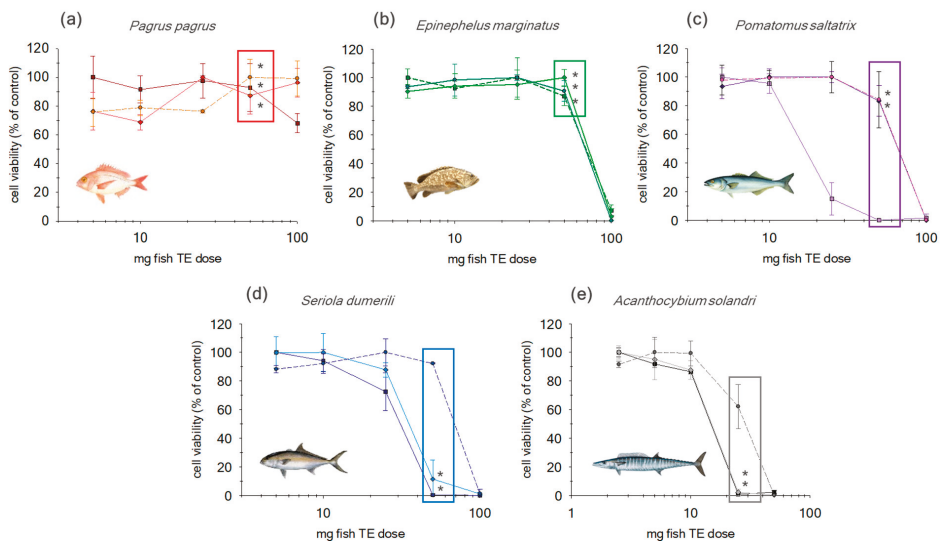 (a)
Pagrus pagrus
cell viability (% of control)
120
100
80
60
40
20
0
*
*
*
10
100
mg fish TE dose
(b)
Epinephelus marginatus
cell viability (% of control)
120
100
80
60
40
20
0
*
*
*
10
100
mg fish TE dose
(c)
Pomatomus saltatrix
cell viability (% of control)
120
100
80
60
40
20
0
*
*
10
100
mg fish TE dose
(d)
Seriola dumerili
cell viability (% of control)
120
100
80
60
40
20
0
*
*
10
100
mg fish TE dose
(e)
Acanthocybium solandri
cell viability (% of control)
120
100
80
60
40
20
0
*
*
1
10
100
mg fish TE dose